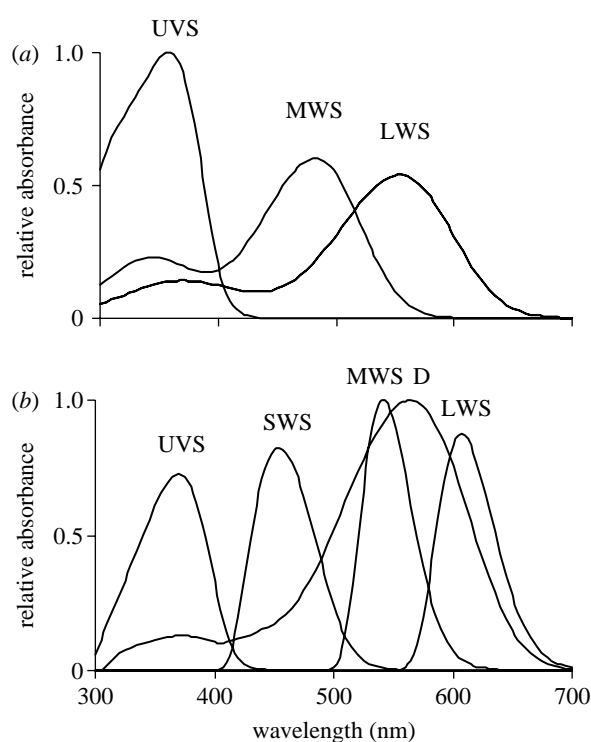 (a)
UVS
MWS
LWS
1.0
0.5
0
relative absorbance
(b)
UVS
SWS
MWS D
LWS
1.0
0.5
0
relative absorbance
300 400 500 600 700
wavelength (nm)